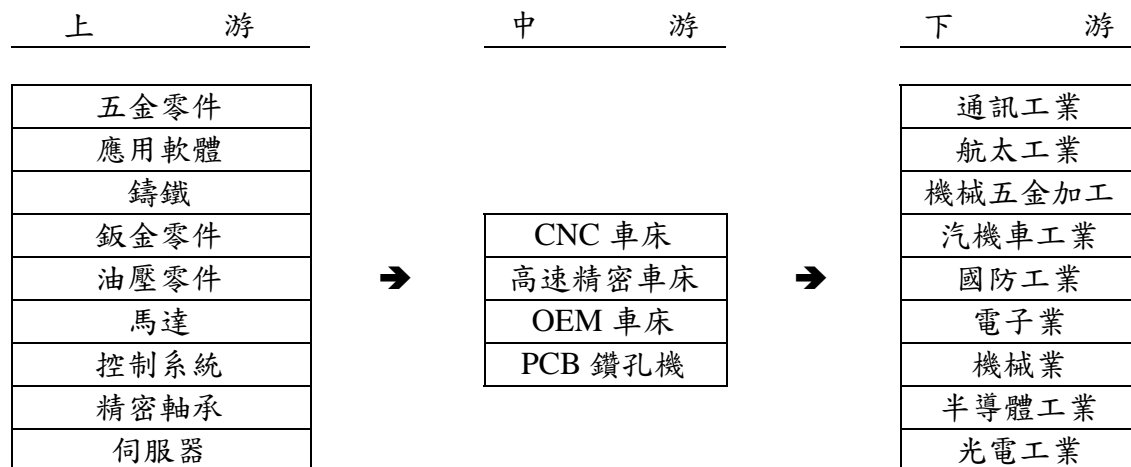 上 游
五金零件
應用軟體
鑄鐵
鈑金零件
油壓零件
馬達
控制系統
精密軸承
伺服器
中 游
CNC 車床
高速精密車床
OEM 車床
PCB 鑽孔機
下 游
通訊工業
航太工業
機械五金加工
汽機車工業
國防工業
電子業
機械業
半導體工業
光電工業